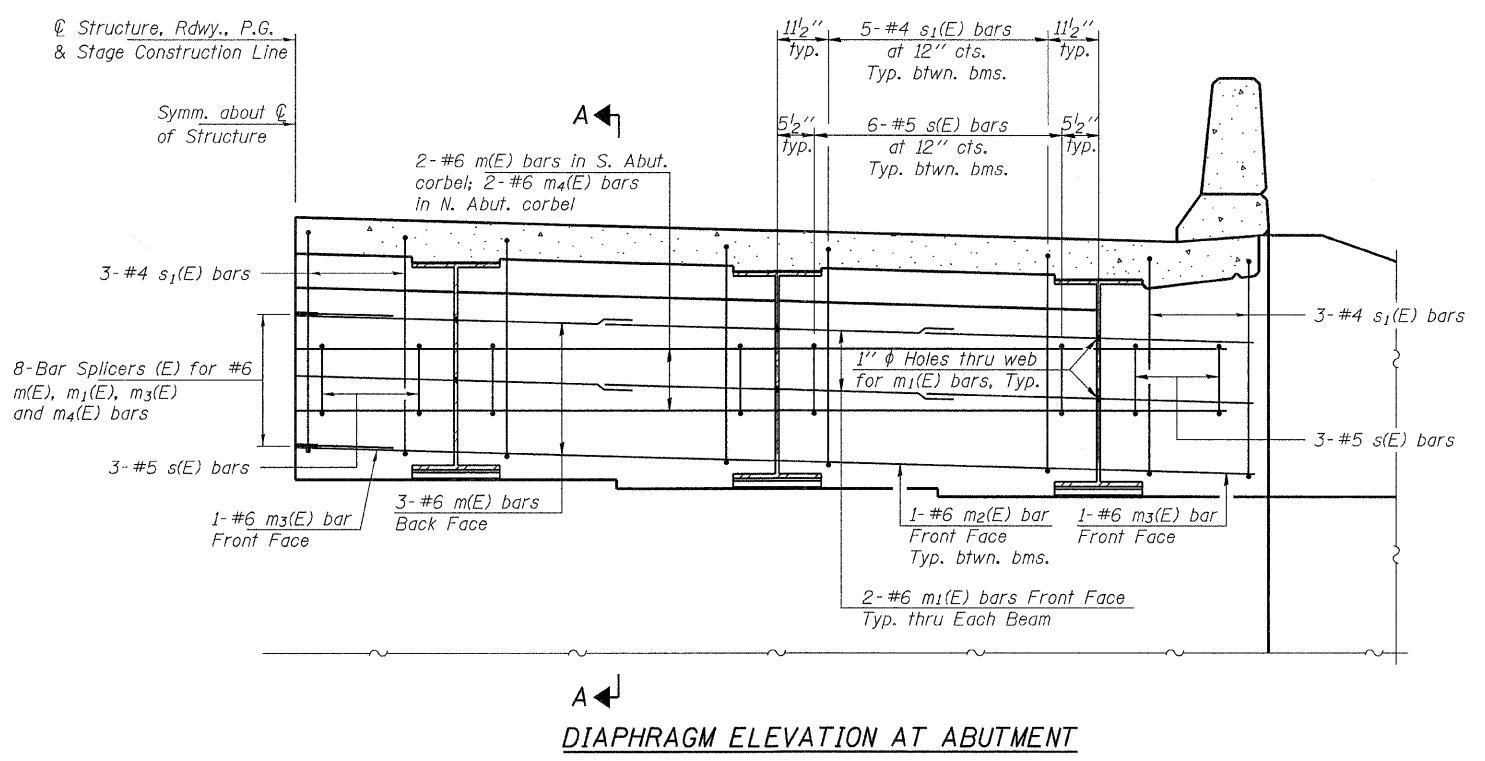 ℄ Structure, Rdwy., P.G.
& Stage Construction Line
Symm. about ℄
of Structure
11½"
typ.
5-#4 s1(E) bars
at 12" cts.
Typ. btwn. bms.
11½"
typ.
A
5½"
typ.
6-#5 s(E) bars
at 12" cts.
Typ. btwn. bms.
5½"
typ.
2-#6 m(E) bars in S. Abut.
corbel; 2-#6 m4(E) bars
in N. Abut. corbel
3-#4 s1(E) bars
3-#4 s1(E) bars
8-Bar Splicers (E) for #6
m(E), m1(E), m3(E)
and m4(E) bars
1" ϕ Holes thru web
for m1(E) bars, Typ.
3-#5 s(E) bars
3-#5 s(E) bars
1-#6 m3(E) bar
Front Face
3-#6 m(E) bars
Back Face
1-#6 m2(E) bar
Front Face
Typ. btwn. bms.
1-#6 m3(E) bar
Front Face
2-#6 m1(E) bars Front Face
Typ. thru Each Beam
A
DIAPHRAGM ELEVATION AT ABUTMENT